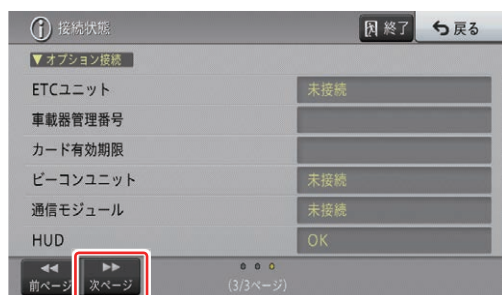 接続状態
終了
戻る
▼オプション接続
ETCユニット 未接続
車載器管理番号
カード有効期限
ビーコンユニット 未接続
通信モジュール 未接続
HUD OK
前ページ
次ページ
(3/3ページ)